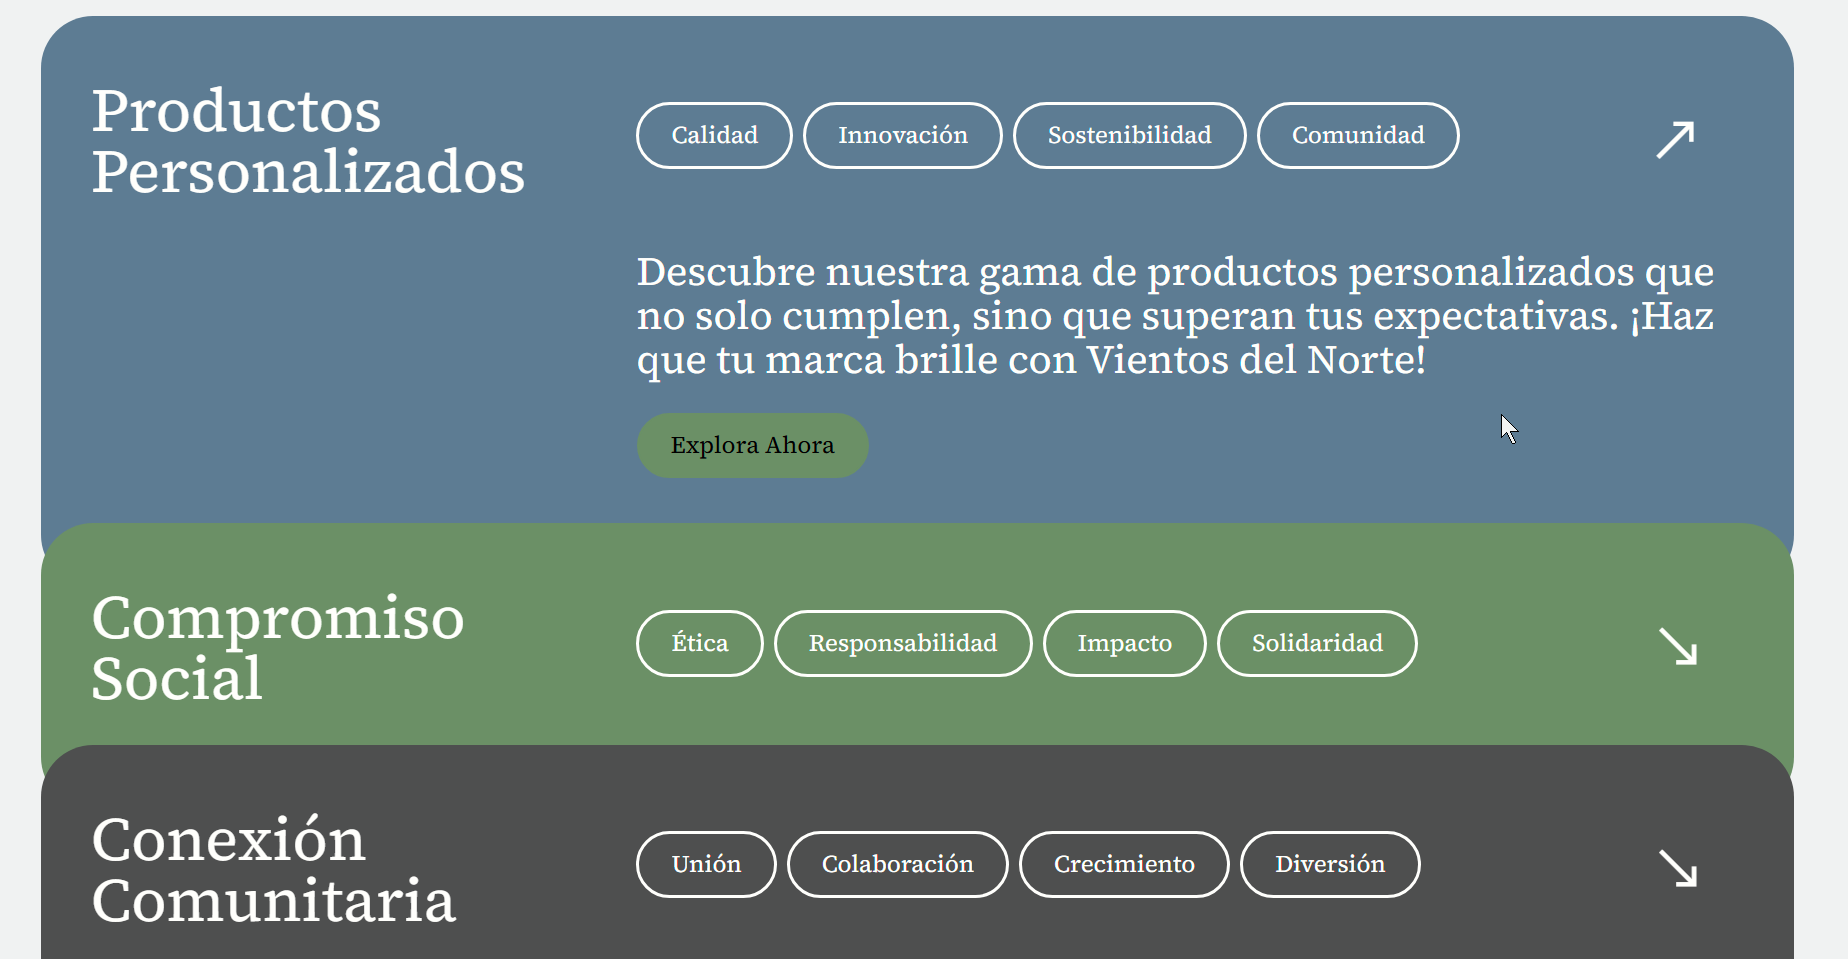 Productos
Personalizados
Calidad
Innovación
Sostenibilidad
Comunidad
Descubre nuestra gama de productos personalizados que
no solo cumplen, sino que superan tus expectativas. ¡Haz
que tu marca brille con Vientos del Norte!
Explora Ahora
Compromiso
Social
Ética
Responsabilidad
Impacto
Solidaridad
Conexión
Comunitaria
Unión
Colaboración
Crecimiento
Diversión